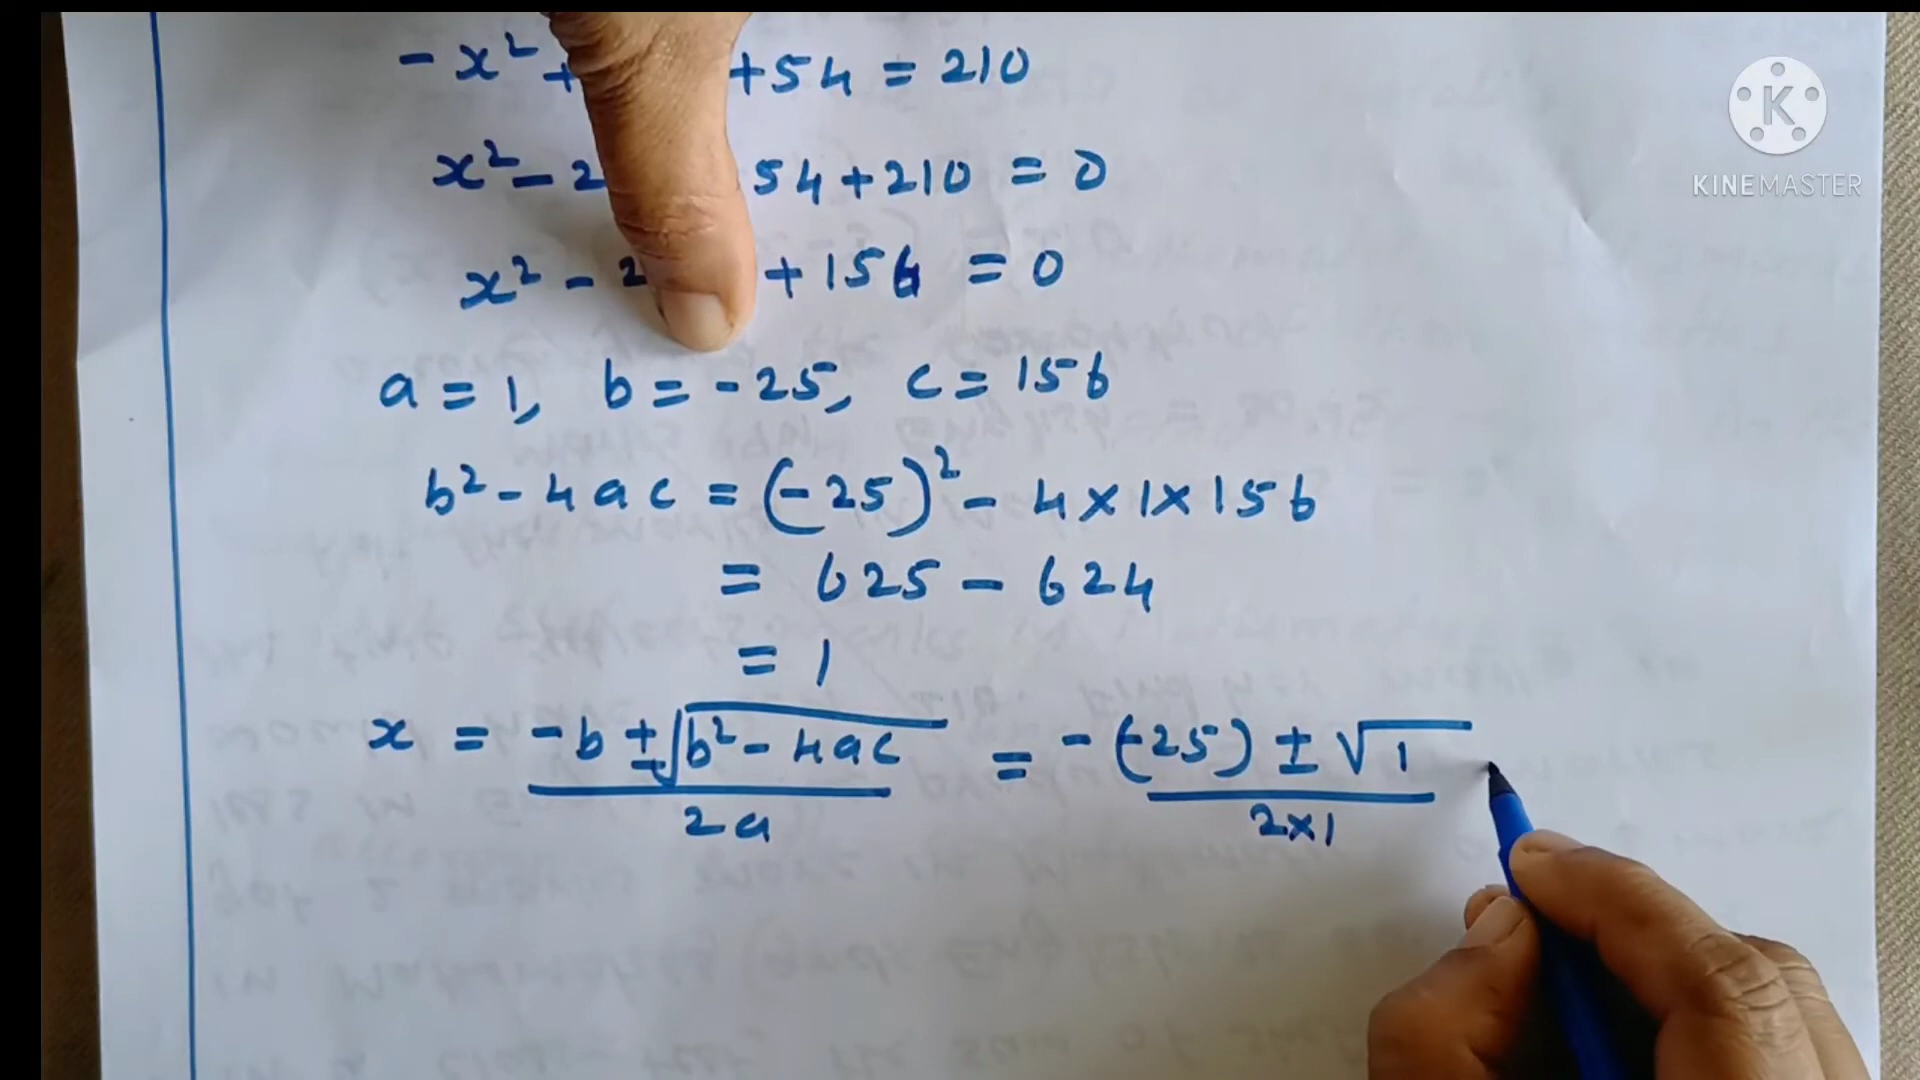 - x² + +54 = 210
x² - 2 54 + 210 = 0
x² - 2 + 156 = 0
a = 1, b = -25, c = 156
b² - 4ac = (-25)² - 4 × 1 × 156
= 625 - 624
= 1
x = -b ± √b² - 4ac / 2a = -(-25) ± √1 / 2×1
K
KINEMASTER